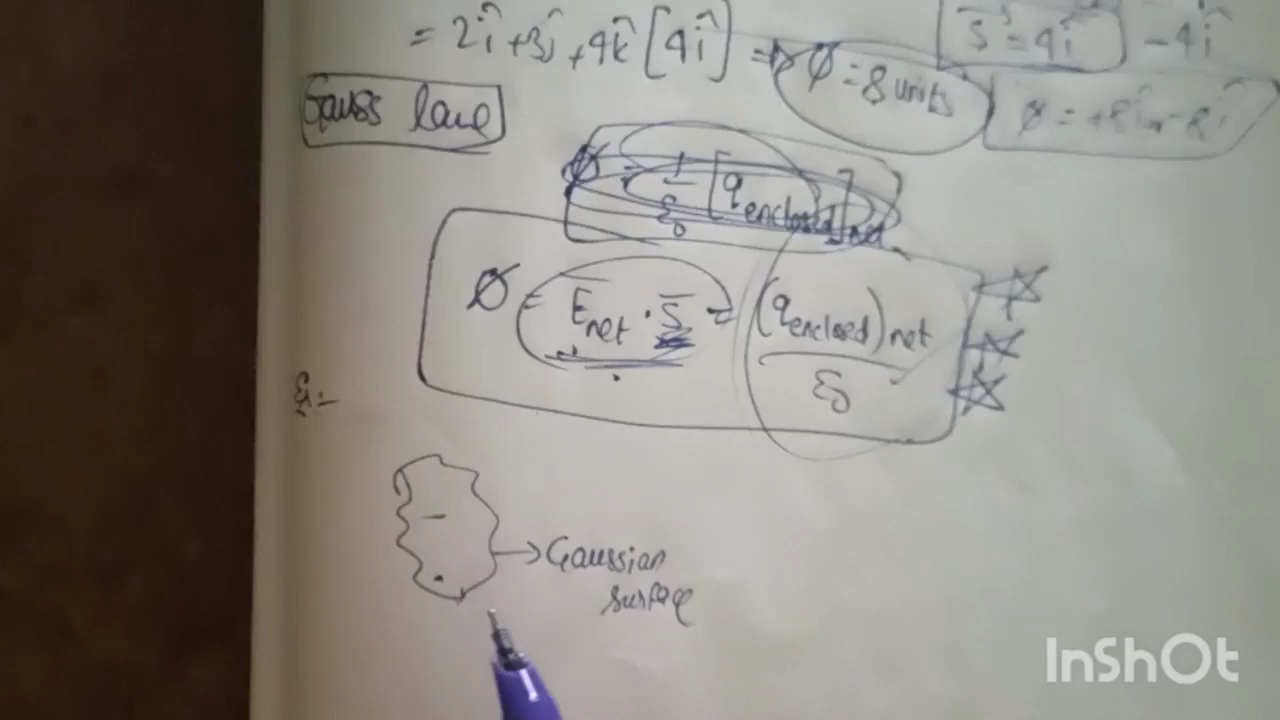 = 2î + 3ĵ + 4k̂ [4î] => Ø = 8 units
S = 4î - 4î
Gauss law
Ø = 1/ε₀ [q enclosed] net
Ø = E net · S = (q enclosed) net / ε₀
→ Gaussian
surface
InShOt